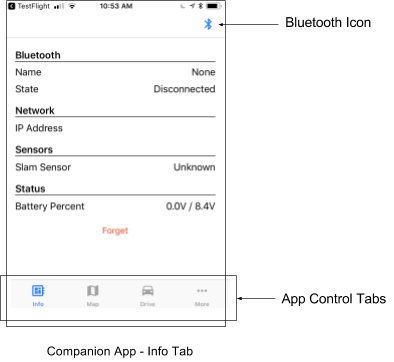 TestFlight 10:53 AM
Bluetooth Icon
Bluetooth
Name None
State Disconnected
Network
IP Address
Sensors
Slam Sensor Unknown
Status
Battery Percent 0.0V / 8.4V
Forget
Info Map Drive More
App Control Tabs
Companion App - Info Tab